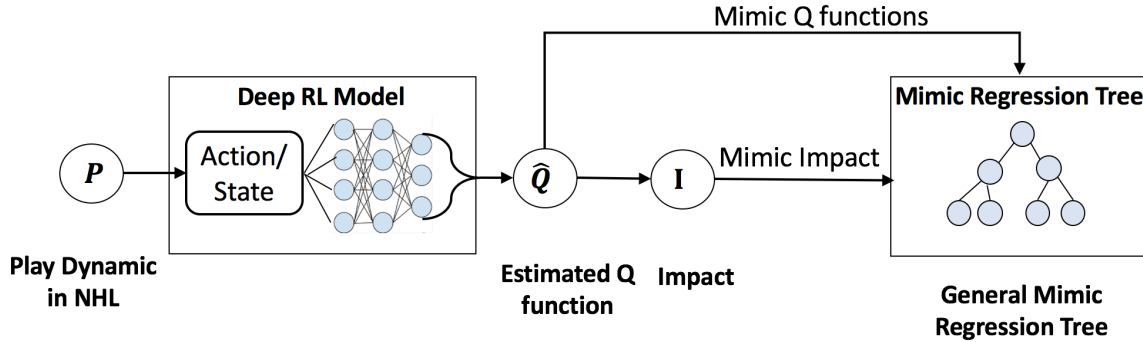 Mimic Q functions
Deep RL Model
Mimic Regression Tree
Action/
State
P
Q̂
I
Mimic Impact
Play Dynamic
in NHL
Estimated Q
function
Impact
General Mimic
Regression Tree